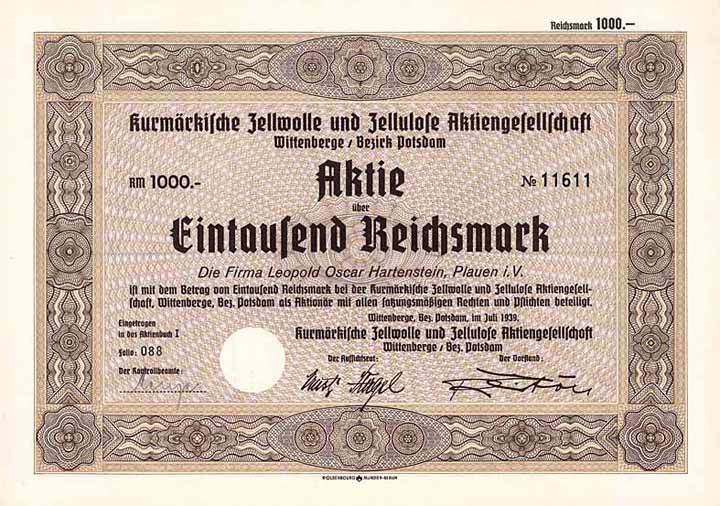 Reichsmark 1000.—
Kurmärkische Zellwolle und Zellulose Aktiengesellschaft
Wittenberge / Bezirk Potsdam
RM 1000.- Aktie № 11611
über
Eintausend Reichsmark
Die Firma Leopold Oscar Hartenstein, Plauen i.V.
ist mit dem Betrag von Eintausend Reichsmark bei der Kurmärkische Zellwolle und Zellulose Aktiengesell-
schaft, Wittenberge, Bez. Potsdam als Aktionär mit allen satzungsmäßigen Rechten und Pflichten beteiligt.
Wittenberge, Bez. Potsdam, im Juli 1939.
Eingetragen
in das Aktienbuch I
Folio: 088
Der Kontrollbeamte:
Kurmärkische Zellwolle und Zellulose Aktiengesellschaft
Wittenberge / Bez. Potsdam
Der Aufsichtsrat: Der Vorstand: